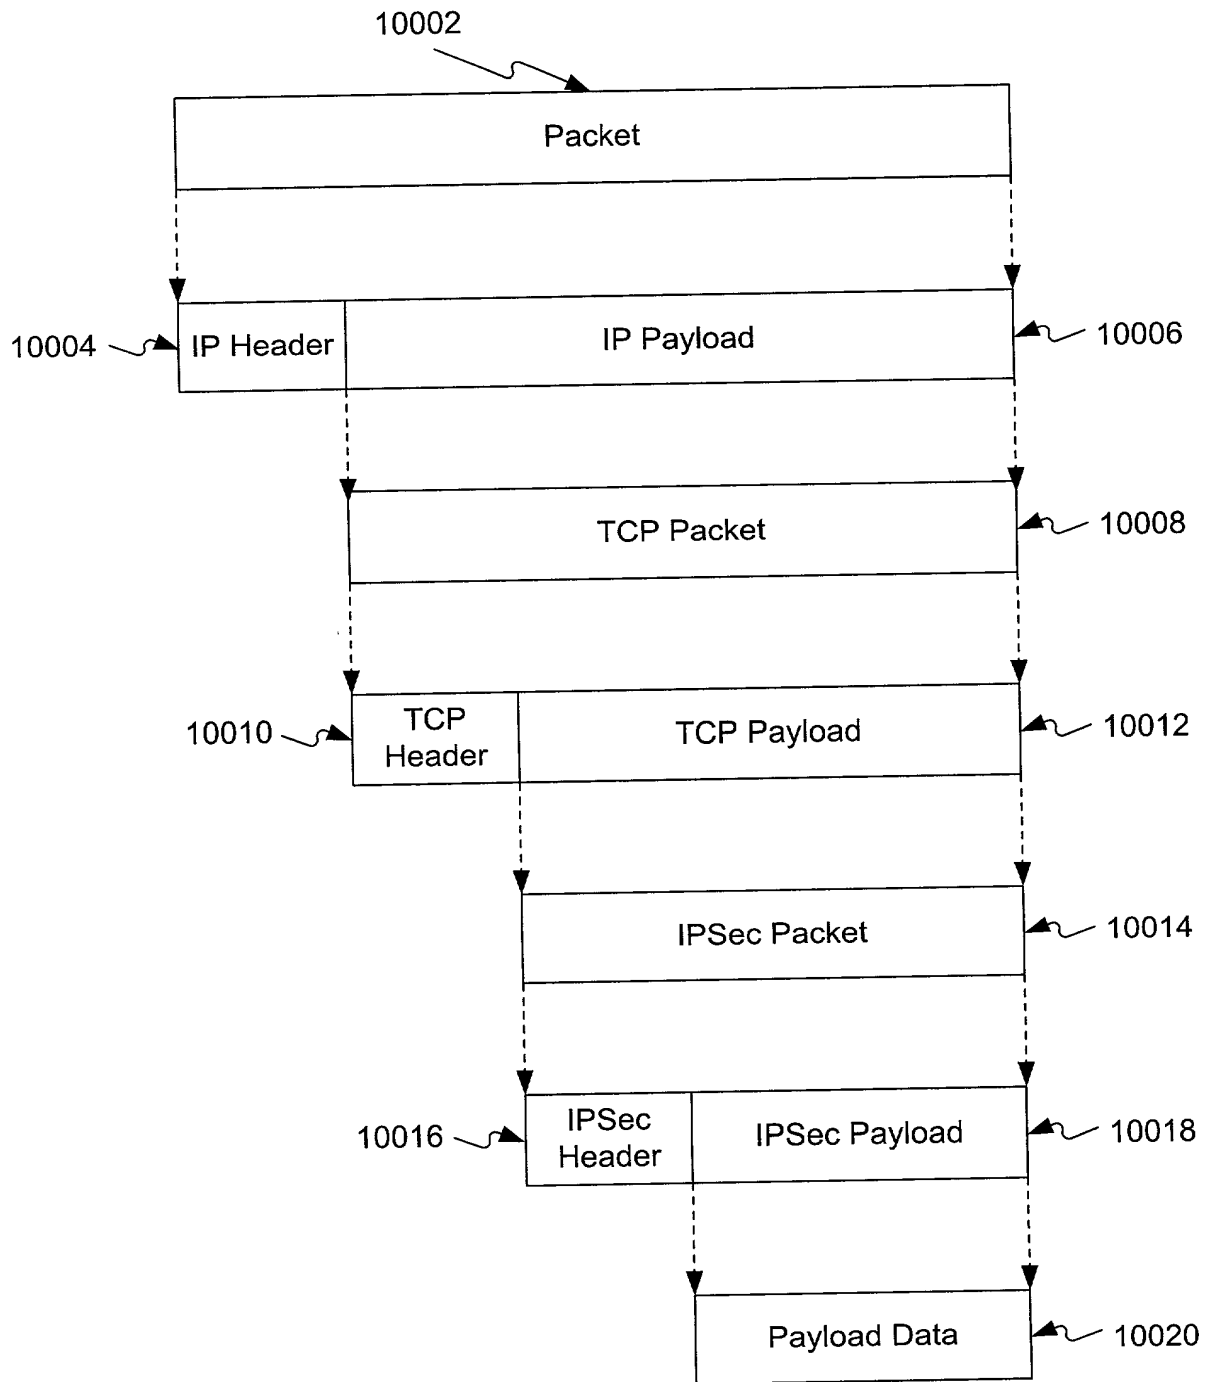 10002
Packet
10004
IP Header
IP Payload
10006
TCP Packet
10008
10010
TCP
Header
TCP Payload
10012
IPSec Packet
10014
10016
IPSec
Header
IPSec Payload
10018
Payload Data
10020